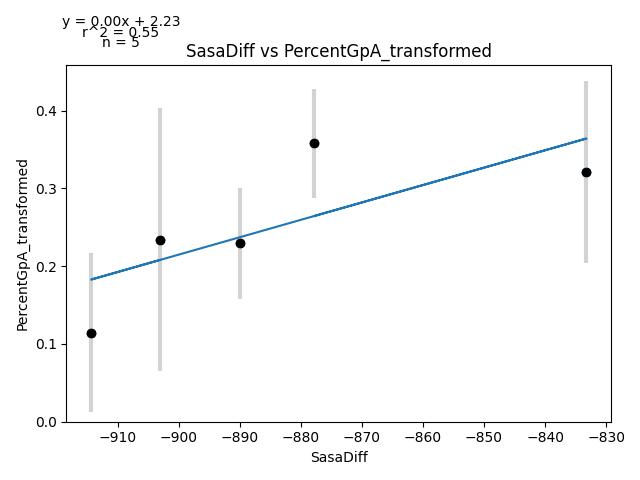 y = 0.00x + 2.23
r^2 = 0.55
n = 5
SasaDiff vs PercentGpA_transformed
PercentGpA_transformed
0.4
0.3
0.2
0.1
0.0
−910 −900 −890 −880 −870 −860 −850 −840 −830
SasaDiff